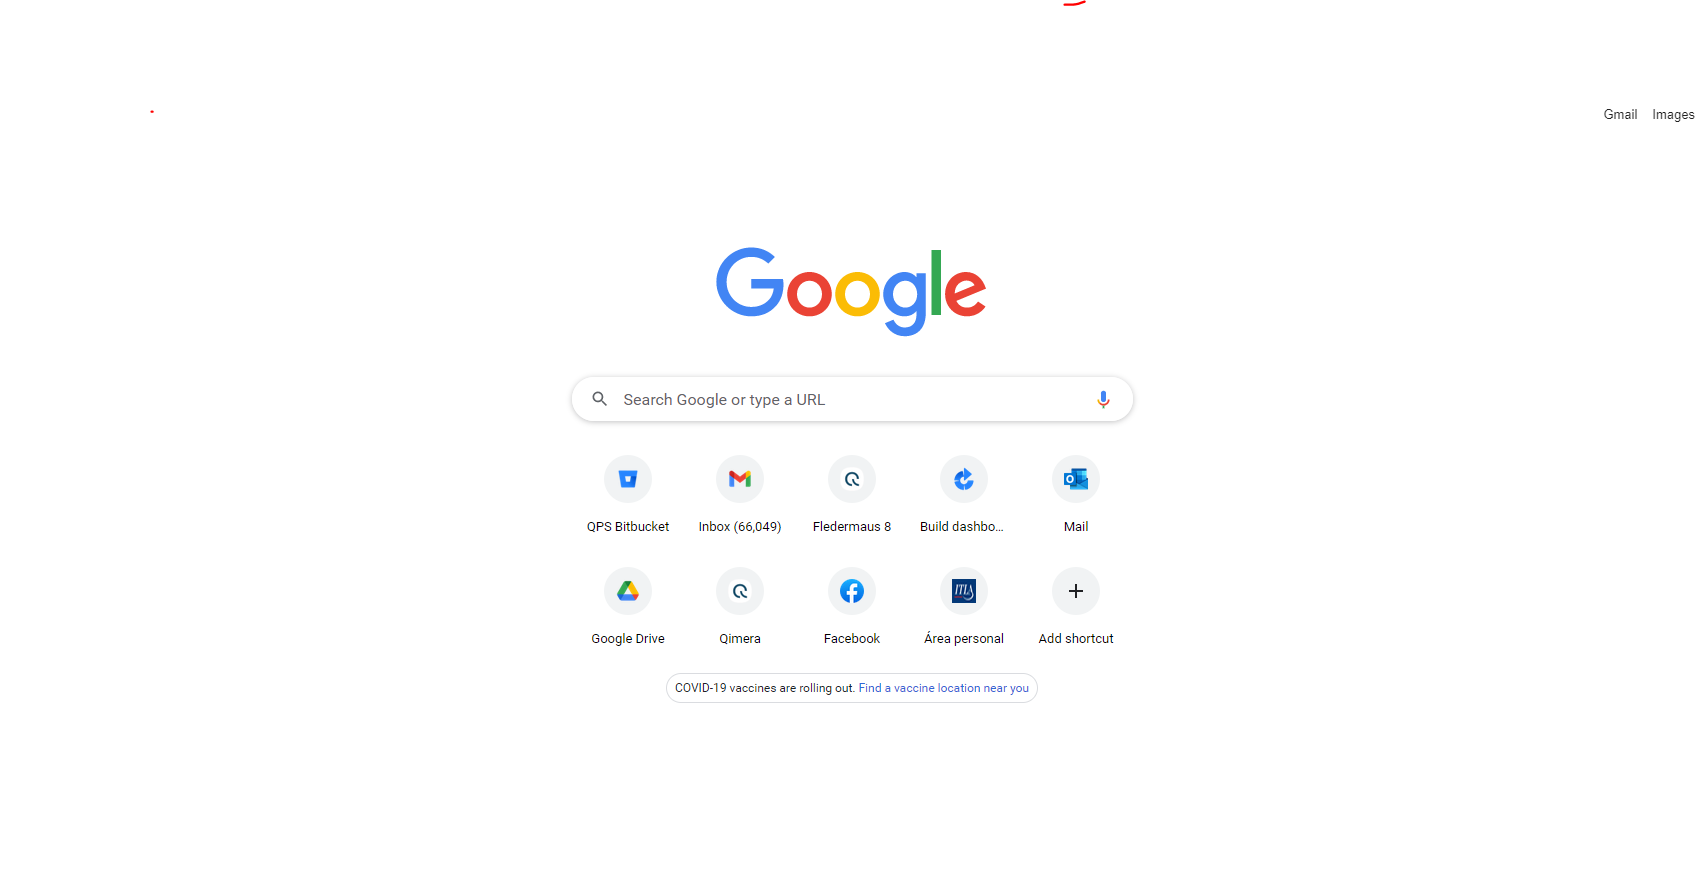 Gmail Images
Google
Search Google or type a URL
QPS Bitbucket
Inbox (66,049)
Fledermaus 8
Build dashbo...
Mail
Google Drive
Qimera
Facebook
Área personal
Add shortcut
COVID-19 vaccines are rolling out. Find a vaccine location near you